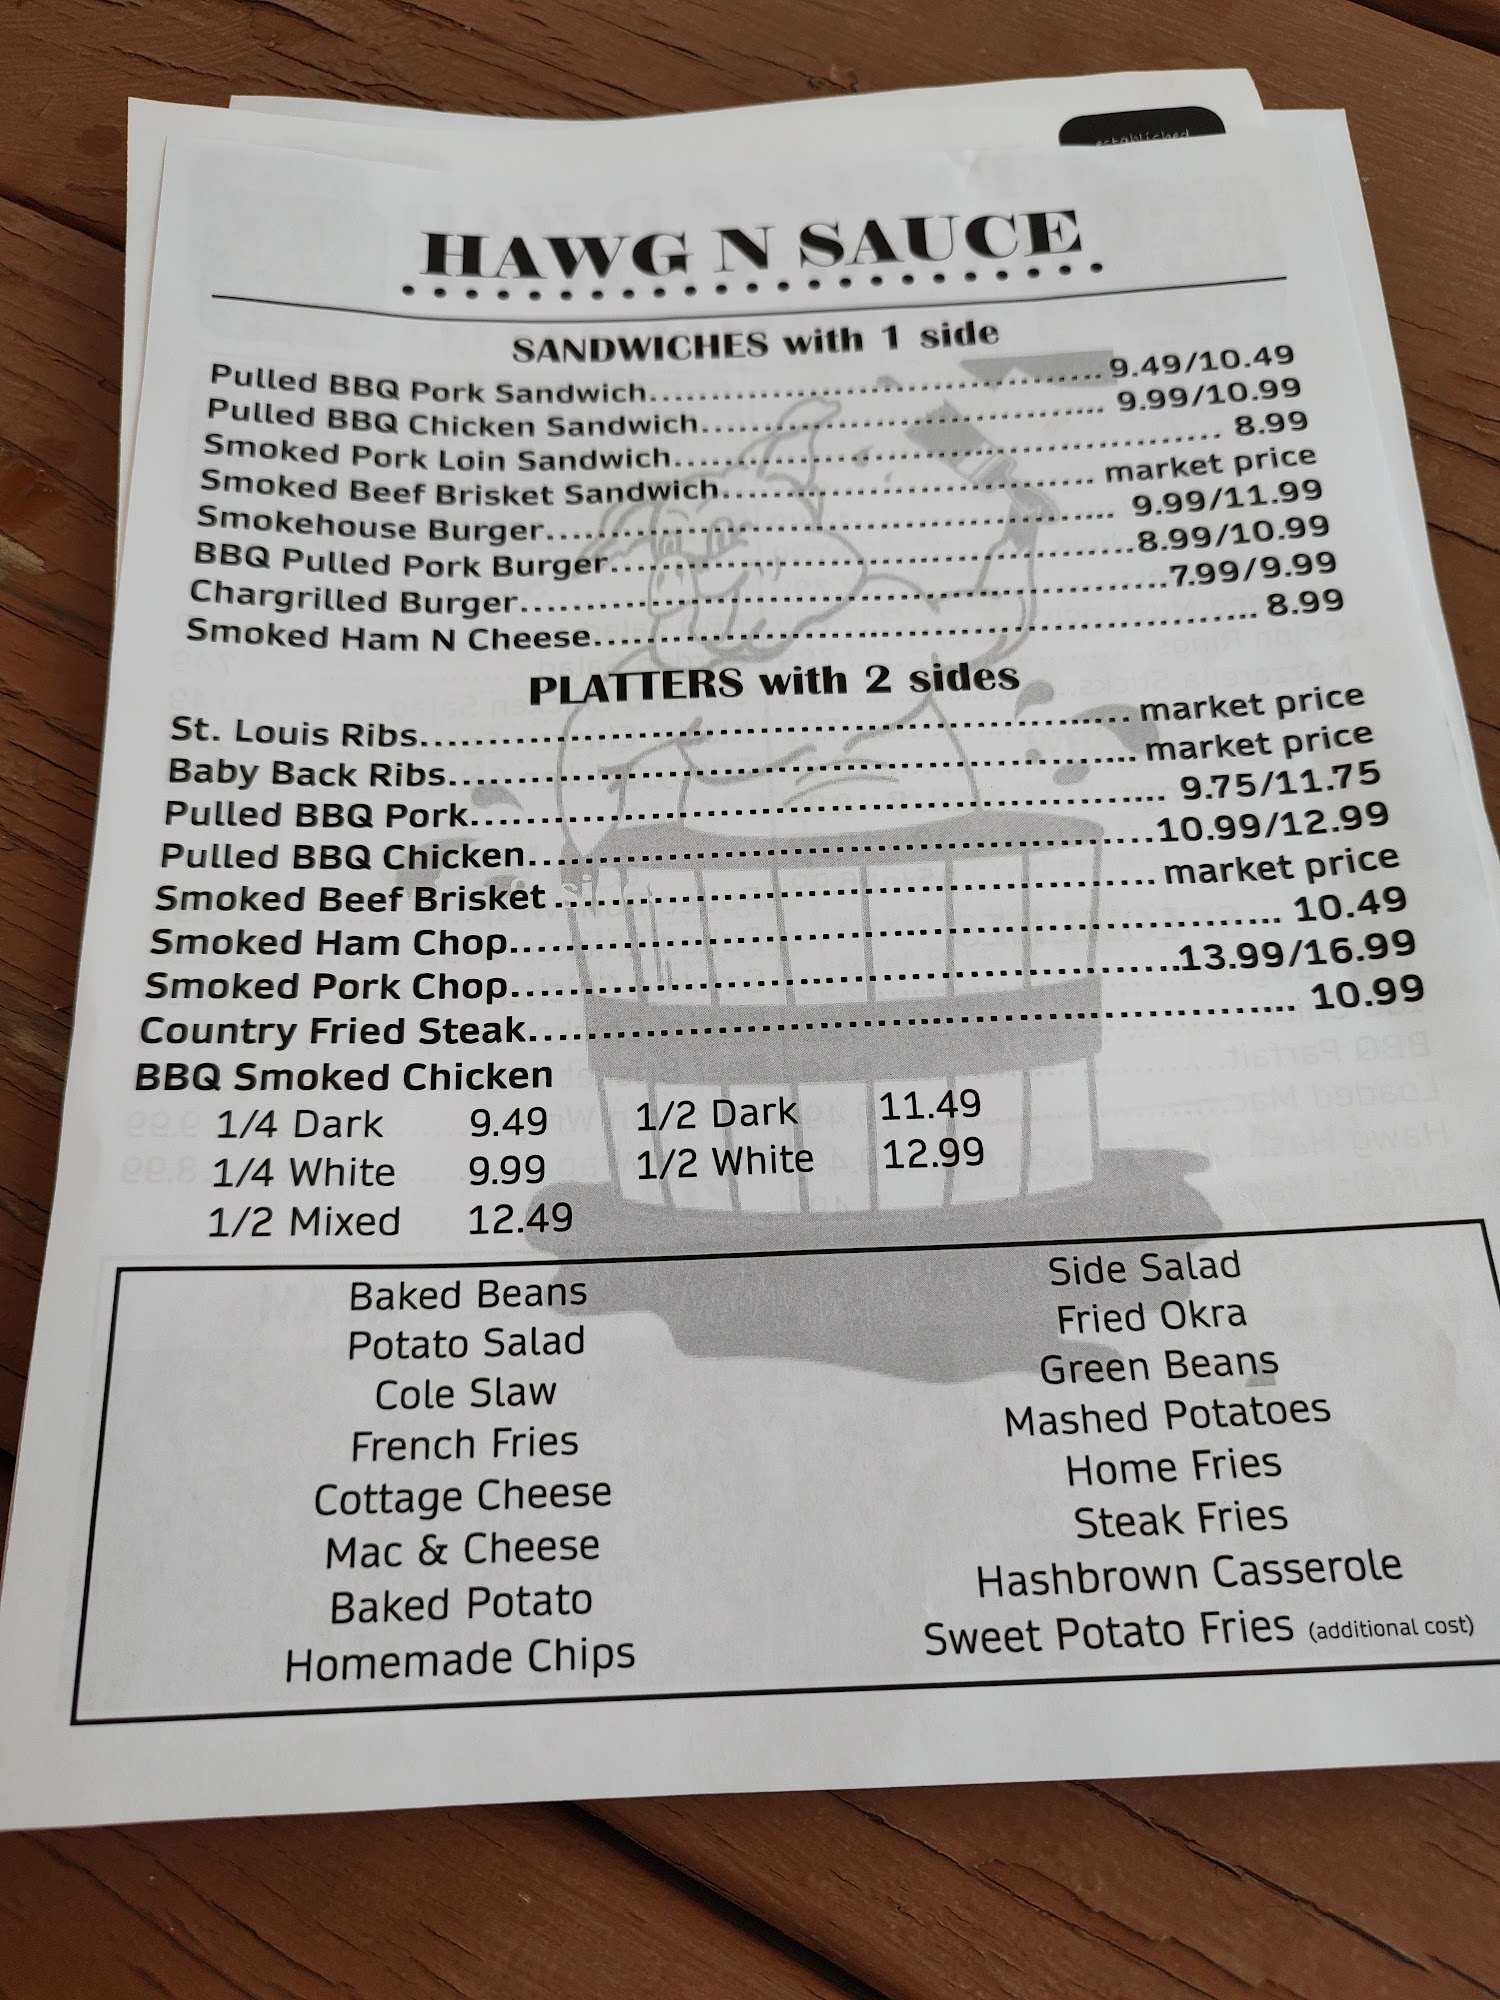 established
HAWG N SAUCE
SANDWICHES with 1 side
Pulled BBQ Pork Sandwich 9.49/10.49
Pulled BBQ Chicken Sandwich 9.99/10.99
Smoked Pork Loin Sandwich 8.99
Smoked Beef Brisket Sandwich market price
Smokehouse Burger 9.99/11.99
BBQ Pulled Pork Burger 8.99/10.99
Chargrilled Burger 7.99/9.99
Smoked Ham N Cheese 8.99
PLATTERS with 2 sides
St. Louis Ribs market price
Baby Back Ribs market price
Pulled BBQ Pork 9.75/11.75
Pulled BBQ Chicken 10.99/12.99
Smoked Beef Brisket market price
Smoked Ham Chop 10.49
Smoked Pork Chop 13.99/16.99
Country Fried Steak 10.99
BBQ Smoked Chicken
1/4 Dark 9.49 1/2 Dark 11.49
1/4 White 9.99 1/2 White 12.99
1/2 Mixed 12.49
Baked Beans
Potato Salad
Cole Slaw
French Fries
Cottage Cheese
Mac & Cheese
Baked Potato
Homemade Chips
Side Salad
Fried Okra
Green Beans
Mashed Potatoes
Home Fries
Steak Fries
Hashbrown Casserole
Sweet Potato Fries (additional cost)